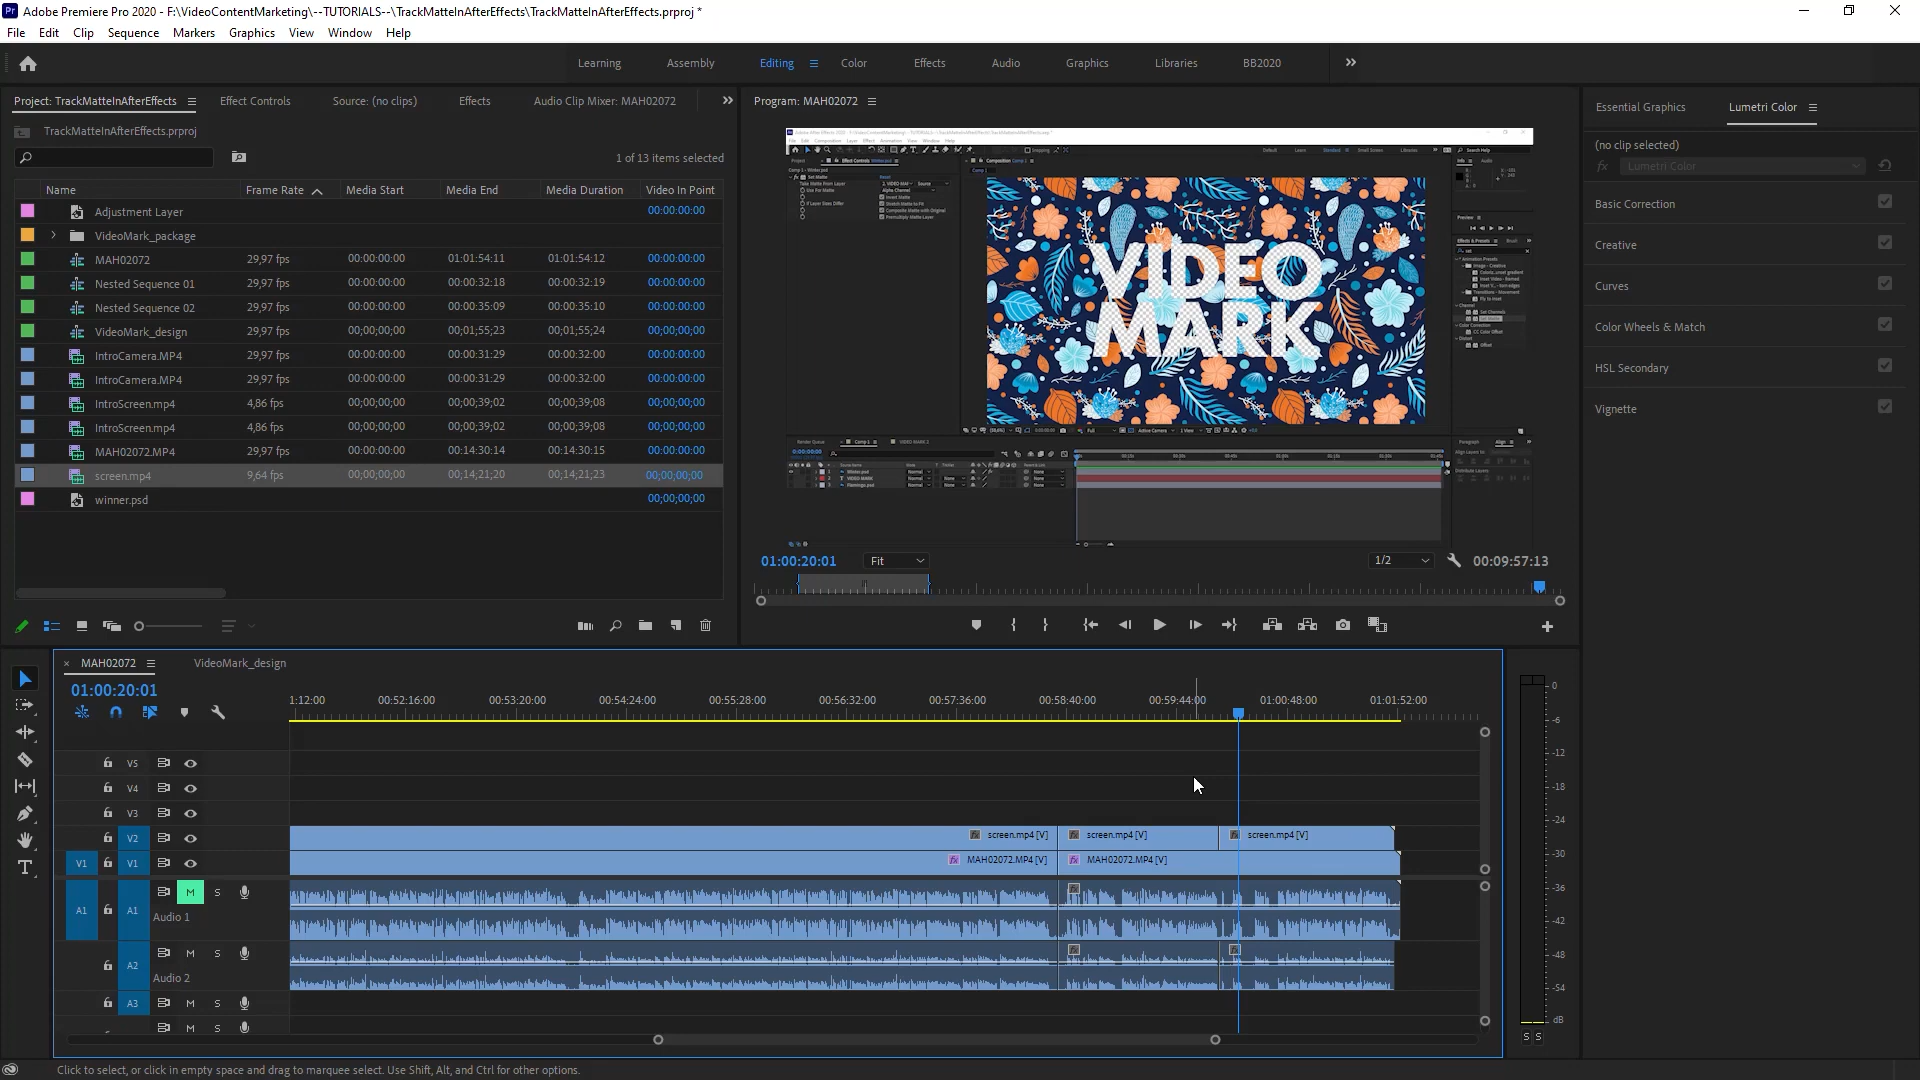 Adobe Premiere Pro 2020 - F:\VideoContentMarketing\--TUTORIALS--\TrackMatteInAfterEffects\TrackMatteInAfterEffects.prproj *
File Edit Clip Sequence Markers Graphics View Window Help
Learning Assembly Editing Color Effects Audio Graphics Libraries BB2020
Project: TrackMatteInAfterEffects Effect Controls Source: (no clips) Effects Audio Clip Mixer: MAH02072
TrackMatteInAfterEffects.prproj
1 of 13 items selected
Name Frame Rate Media Start Media End Media Duration Video In Point
Adjustment Layer 00:00:00:00
VideoMark_package
MAH02072 29,97 fps 00:00:00:00 01:01:54:11 01:01:54:12 00:00:00:00
Nested Sequence 01 29,97 fps 00:00:00:00 00:00:32:18 00:00:32:19 00:00:00:00
Nested Sequence 02 29,97 fps 00:00:00:00 00:00:35:09 00:00:35:10 00:00:00:00
VideoMark_design 29,97 fps 00;00;00;00 00;01;55;23 00;01;55;24 00;00;00;00
IntroCamera.MP4 29,97 fps 00:00:00:00 00:00:31:29 00:00:32:00 00:00:00:00
IntroCamera.MP4 29,97 fps 00:00:00:00 00:00:31:29 00:00:32:00 00:00:00:00
IntroScreen.mp4 4,86 fps 00;00;00;00 00;00;39;02 00;00;39;08 00;00;00;00
IntroScreen.mp4 4,86 fps 00;00;00;00 00;00;39;02 00;00;39;08 00;00;00;00
MAH02072.MP4 29,97 fps 00:00:00:00 00:14:30:14 00:14:30:15 00:00:00:00
screen.mp4 9,64 fps 00;00;00;00 00;14;21;20 00;14;21;23 00;00;00;00
winner.psd 00;00;00;00
Program: MAH02072
VIDEO
MARK
01:00:20:01 Fit 1/2 00:09:57:13
Essential Graphics Lumetri Color
(no clip selected)
fx Lumetri Color
Basic Correction
Creative
Curves
Color Wheels & Match
HSL Secondary
Vignette
MAH02072 VideoMark_design
01:00:20:01
1:12:00 00:52:16:00 00:53:20:00 00:54:24:00 00:55:28:00 00:56:32:00 00:57:36:00 00:58:40:00 00:59:44:00 01:00:48:00 01:01:52:00
V5
V4
V3
V2 screen.mp4 [V] screen.mp4 [V] screen.mp4 [V]
V1 V1 fx MAH02072.MP4 [V] fx MAH02072.MP4 [V]
M S
A1 A1
Audio 1
M S
A2
Audio 2
A3 M S
M S
0
-6
-12
-18
-24
-30
-36
-42
-48
-54
dB
S S
Click to select, or click in empty space and drag to marquee select. Use Shift, Alt, and Ctrl for other options.